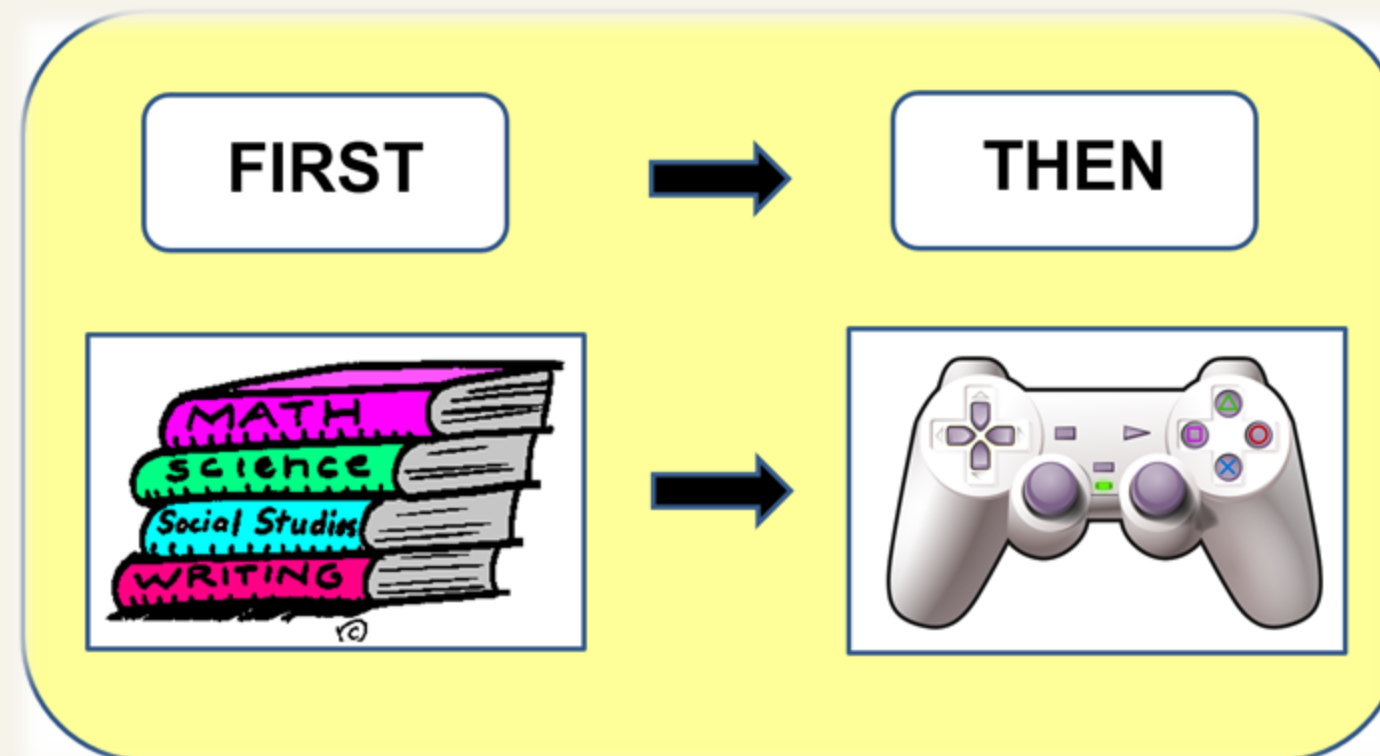 FIRST
THEN
MATH
science
Social Studies
WRITING